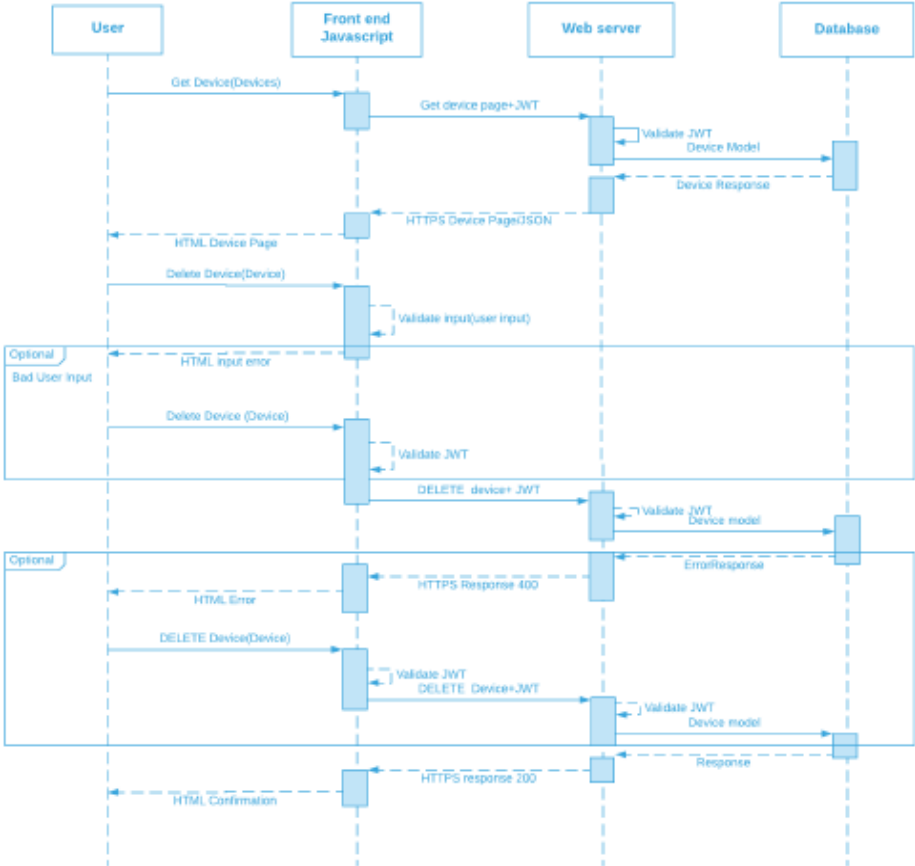 User
Front end
Javascript
Web server
Database
Get Device(Devices)
Get device page+JWT
Validate JWT
Device Model
Device Response
HTTPS Device Page/JSON
HTML Device Page
Delete Device(Device)
Validate input(user input)
Optional
HTML input error
Bad User Input
Delete Device (Device)
Validate JWT
DELETE device+ JWT
Validate JWT
Device model
Optional
ErrorResponse
HTTPS Response 400
HTML Error
DELETE Device(Device)
Validate JWT
DELETE Device+JWT
Validate JWT
Device model
Response
HTTPS response 200
HTML Confirmation